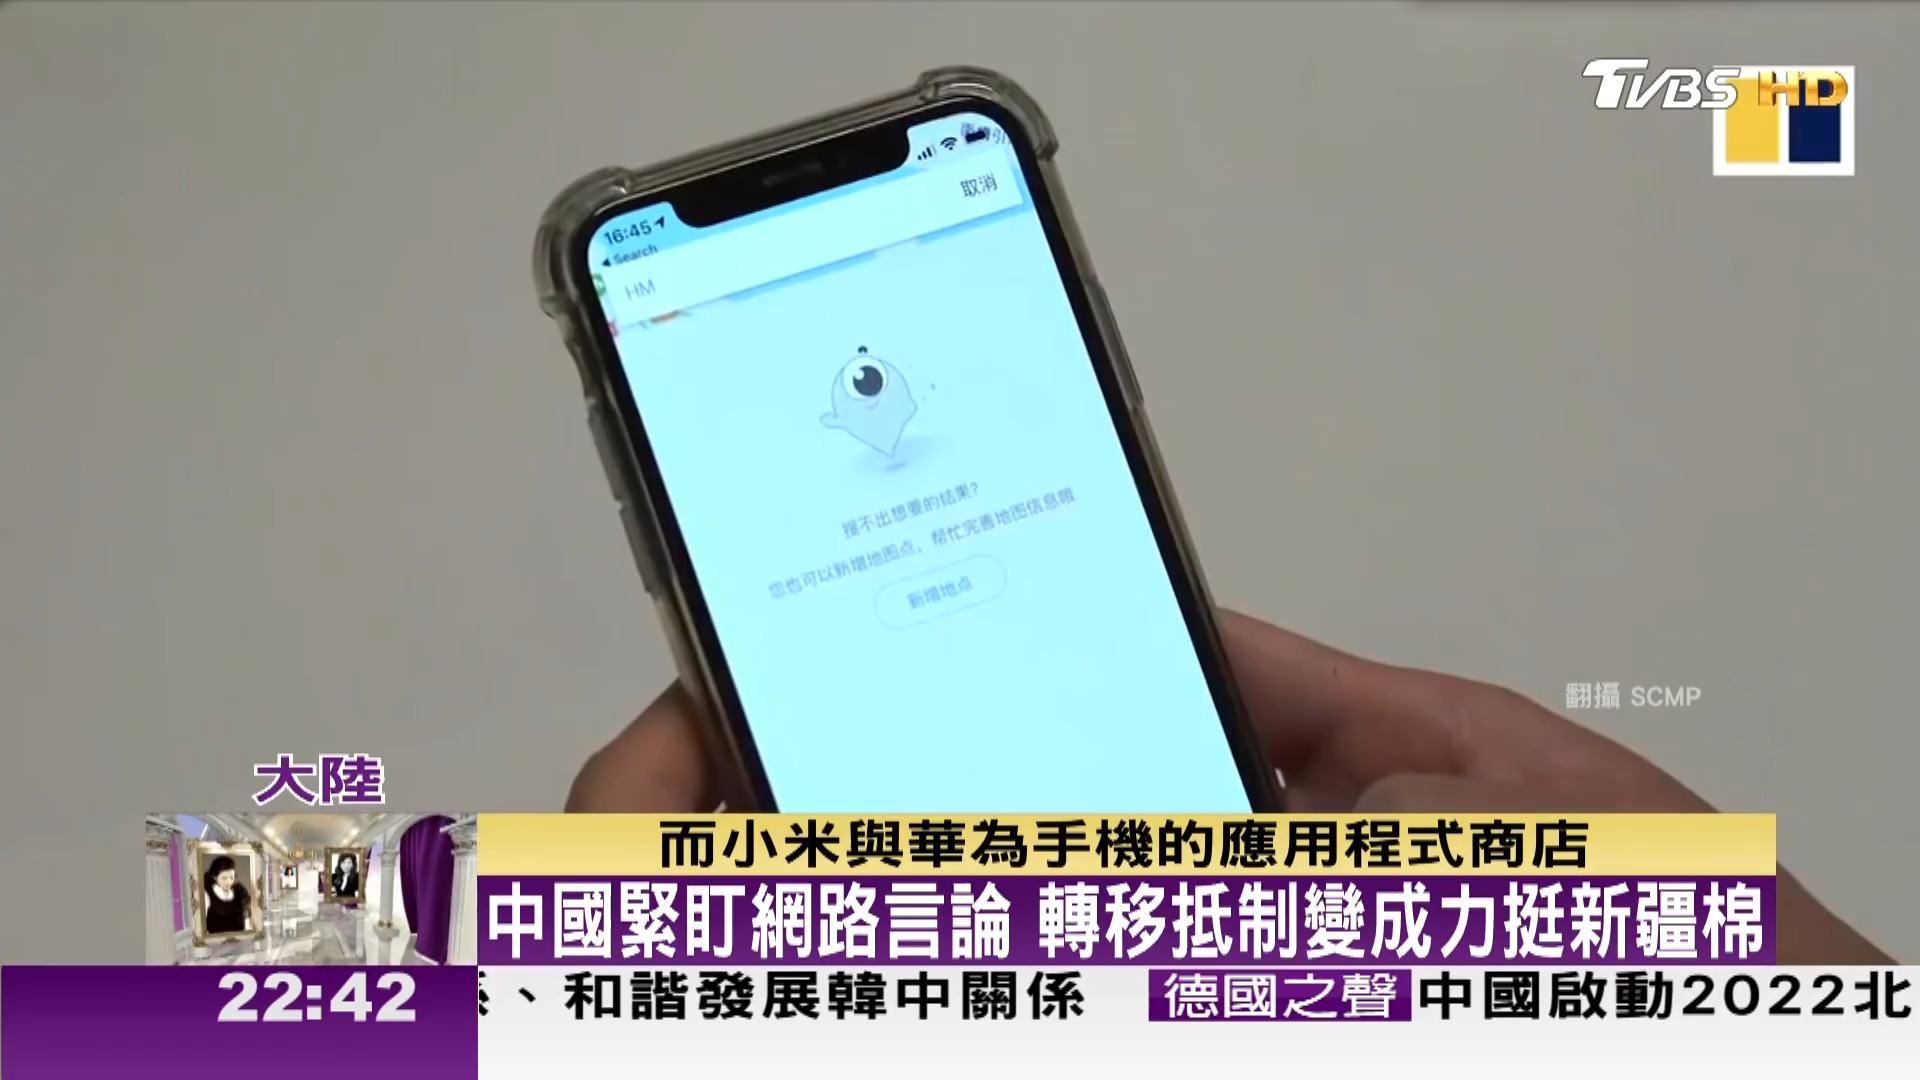 TVBS HD
16:45
Search
取消
HM
搜不出想要的结果?
您也可以新增地图点，帮忙完善地图信息哦
新增地点
翻攝 SCMP
大陸
而小米與華為手機的應用程式商店
中國緊盯網路言論 轉移抵制變成力挺新疆棉
22:42
、和諧發展韓中關係 德國之聲 中國啟動2022北